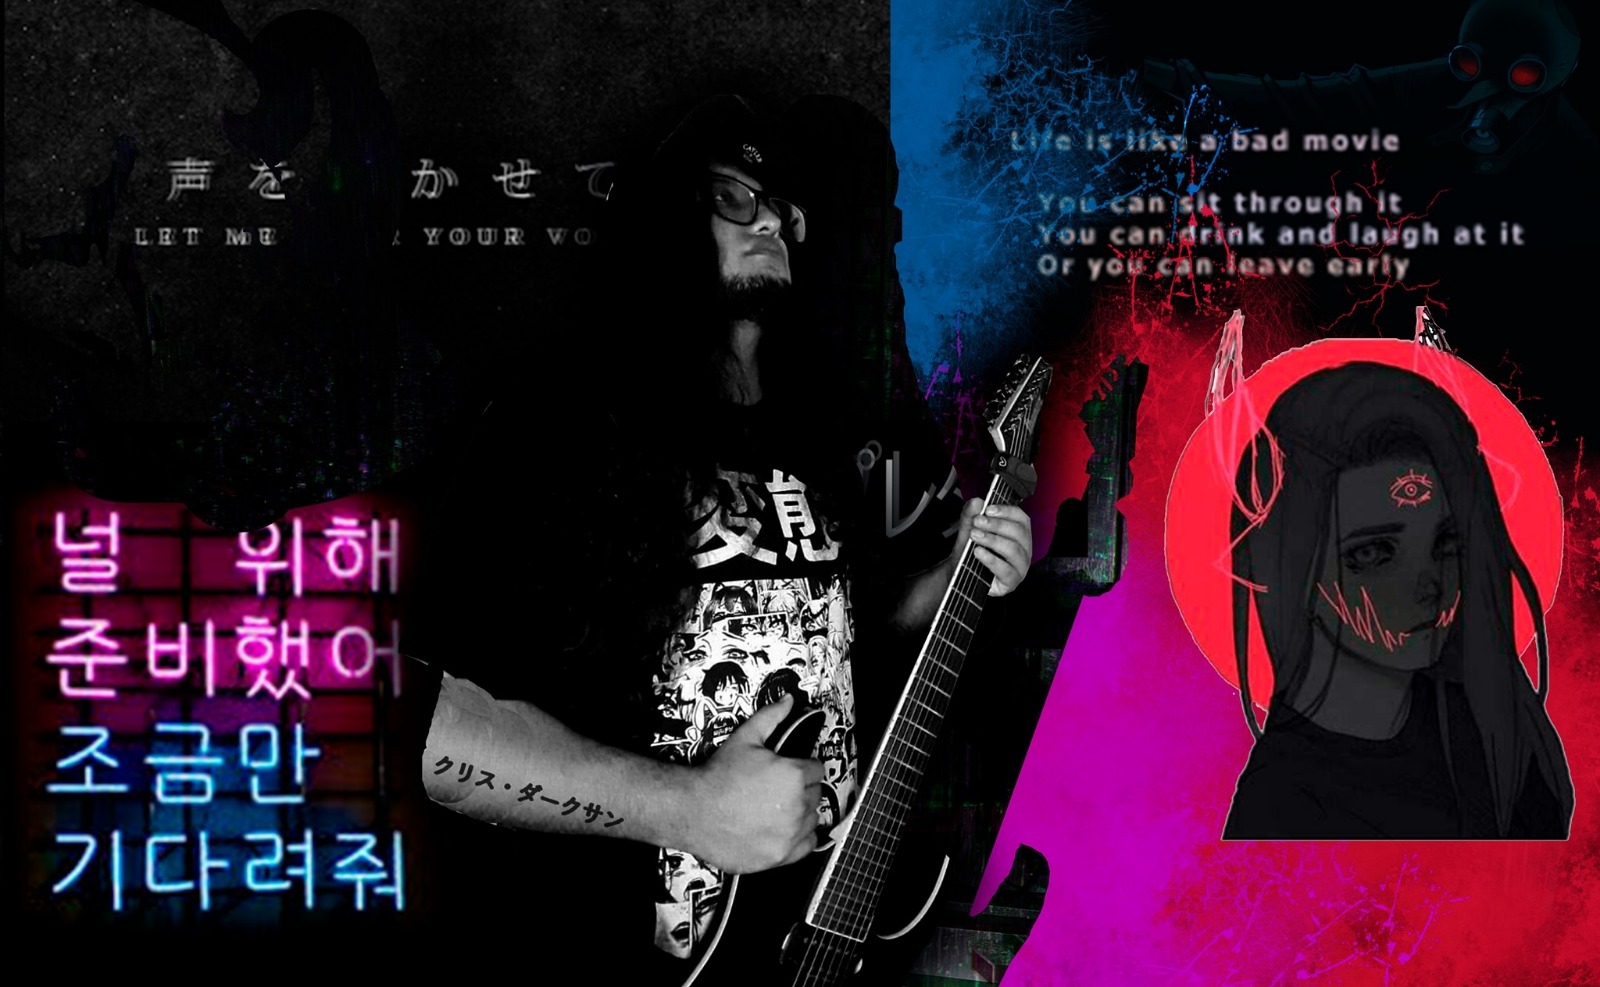 声を かせて
LET ME YOUR
Life is like a bad movie
You can sit through it
You can drink and laugh at it
Or you can leave early
変態
널 위해
준비했어
조금만
기다려줘
クリス・ダークサン